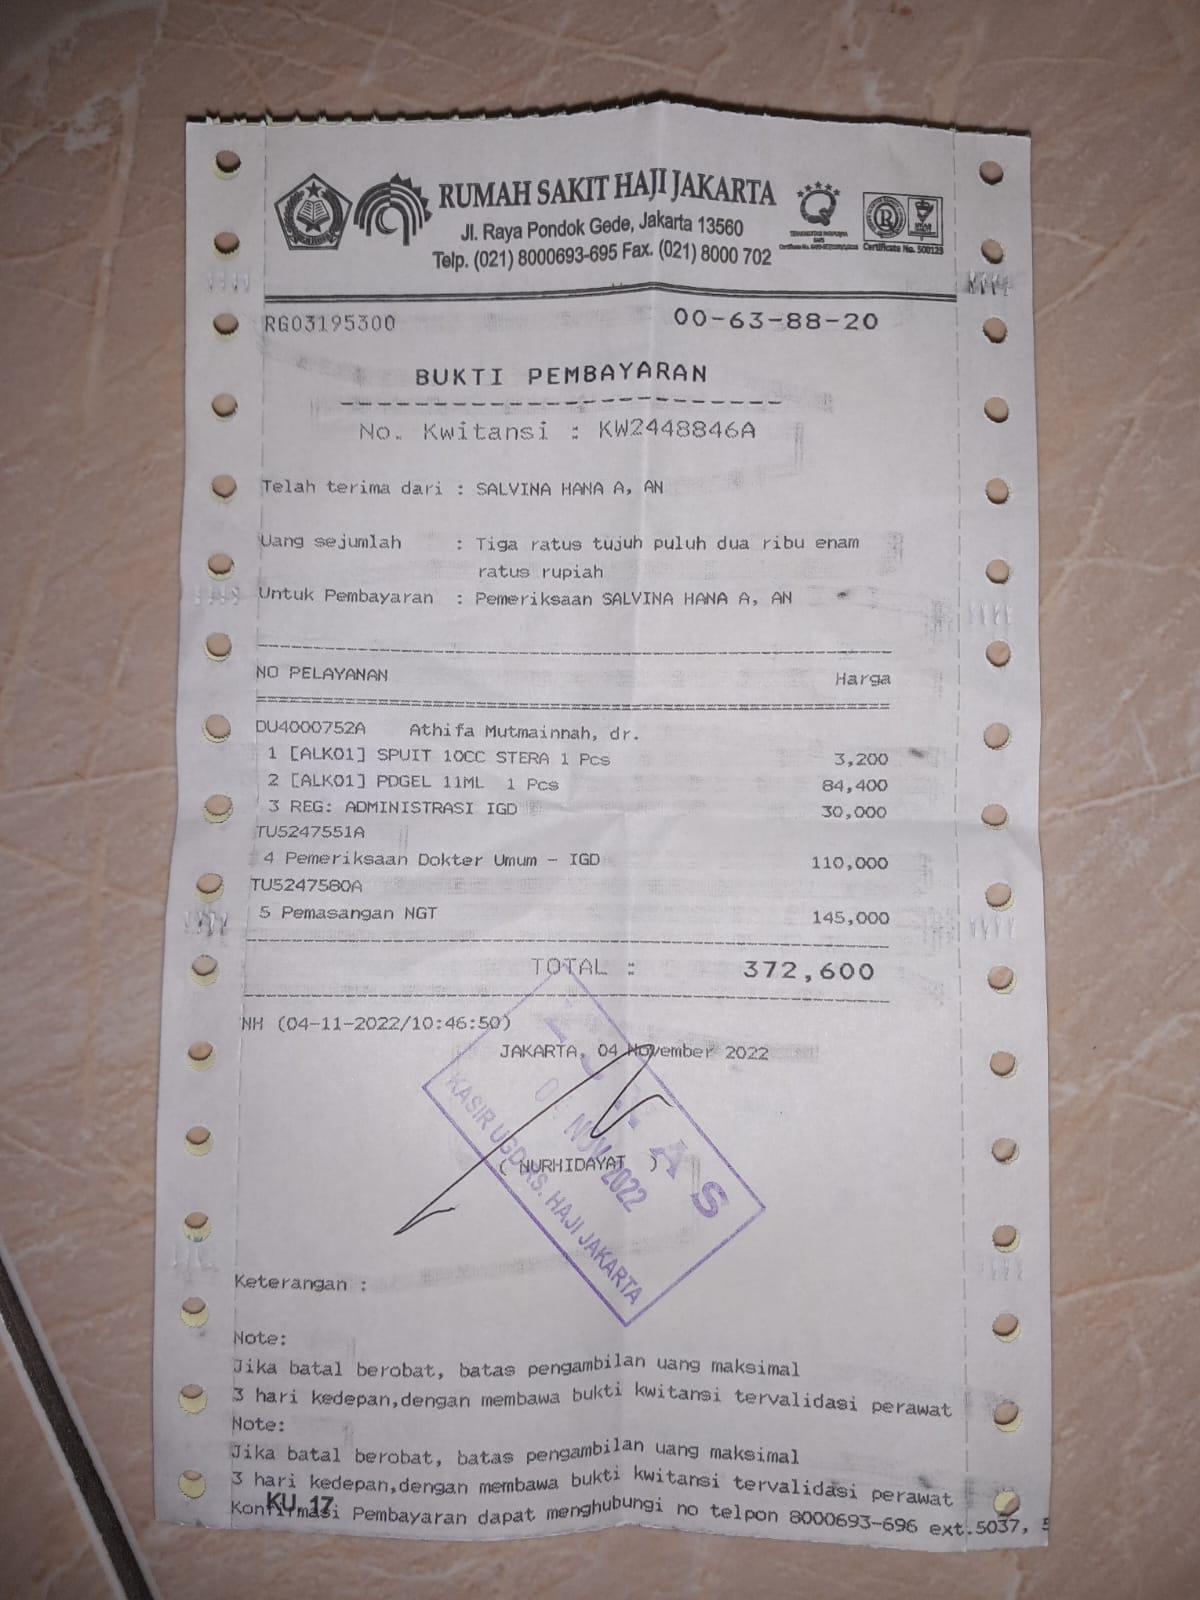 RUMAH SAKIT HAJI JAKARTA
Jl. Raya Pondok Gede, Jakarta 13560
Telp. (021) 8000693-695 Fax. (021) 8000 702
Certificate No. 500125
RG03195300 00-63-88-20
BUKTI PEMBAYARAN
No. Kwitansi : KW2448846A
Telah terima dari : SALVINA HANA A, AN
Uang sejumlah : Tiga ratus tujuh puluh dua ribu enam
ratus rupiah
Untuk Pembayaran : Pemeriksaan SALVINA HANA A, AN
NO PELAYANAN Harga
DU4000752A Athifa Mutmainnah, dr.
1 [ALK01] SPUIT 10CC STERA 1 Pcs 3,200
2 [ALK01] PDGEL 11ML 1 Pcs 84,400
3 REG: ADMINISTRASI IGD 30,000
TU5247551A
4 Pemeriksaan Dokter Umum - IGD 110,000
TU5247580A
5 Pemasangan NGT 145,000
TOTAL : 372,600
NH (04-11-2022/10:46:50)
JAKARTA, 04 November 2022
NOV 2022
KASIR UGD RS. HAJI JAKARTA
( NURHIDAYAT )
Keterangan :
Note:
Jika batal berobat, batas pengambilan uang maksimal
3 hari kedepan,dengan membawa bukti kwitansi tervalidasi perawat
Note:
Jika batal berobat, batas pengambilan uang maksimal
3 hari kedepan,dengan membawa bukti kwitansi tervalidasi perawat
KU 17
Konfirmasi Pembayaran dapat menghubungi no telpon 8000693-696 ext.5037,